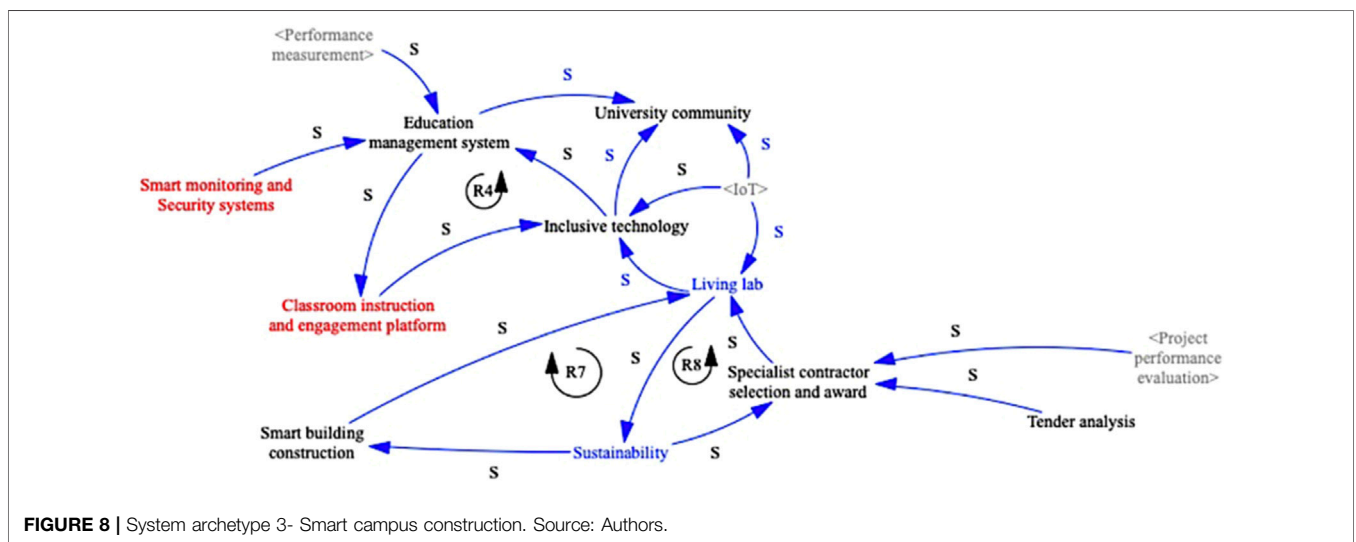 <Performance
measurement>
S
S
University community
Education
management system
S
S
S
S
S
<IoT>
Smart monitoring and
Security systems
S
R4
S
Inclusive technology
S
S
Living lab
Classroom instruction
and engagement platform
S
S
S
R7
S
R8
Specialist contractor
selection and award
S
<Project
performance
evaluation>
Tender analysis
Smart building
construction
Sustainability
S
S
FIGURE 8 | System archetype 3- Smart campus construction. Source: Authors.